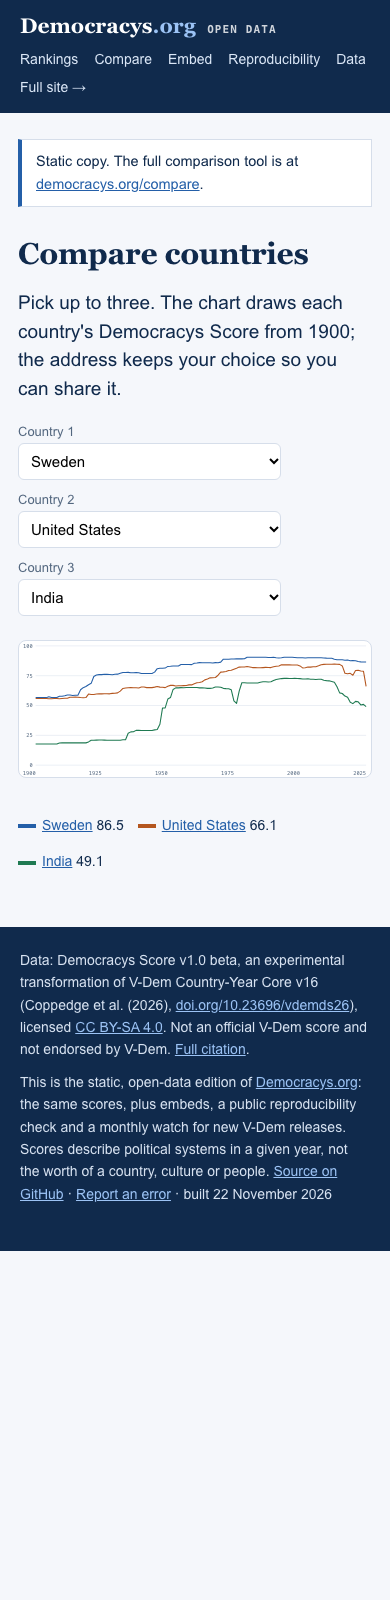 Democracys.org OPEN DATA
Rankings Compare Embed Reproducibility Data
Full site →
Static copy. The full comparison tool is at
democracys.org/compare.
Compare countries
Pick up to three. The chart draws each
country's Democracys Score from 1900;
the address keeps your choice so you
can share it.
Country 1
Sweden
Country 2
United States
Country 3
India
100
75
50
25
0
1900 1925 1950 1975 2000 2025
Sweden 86.5 United States 66.1
India 49.1
Data: Democracys Score v1.0 beta, an experimental
transformation of V-Dem Country-Year Core v16
(Coppedge et al. (2026), doi.org/10.23696/vdemds26),
licensed CC BY-SA 4.0. Not an official V-Dem score and
not endorsed by V-Dem. Full citation.
This is the static, open-data edition of Democracys.org:
the same scores, plus embeds, a public reproducibility
check and a monthly watch for new V-Dem releases.
Scores describe political systems in a given year, not
the worth of a country, culture or people. Source on
GitHub · Report an error · built 22 November 2026